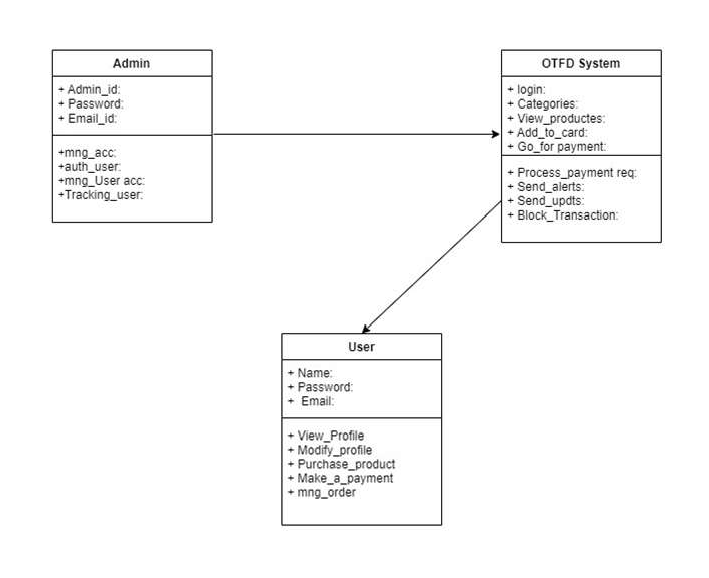 Admin
+ Admin_id:
+ Password:
+ Email_id:
+mng_acc:
+auth_user:
+mng_User acc:
+Tracking_user:
OTFD System
+ login:
+ Categories:
+ View_productes:
+ Add_to_card:
+ Go_for payment:
+ Process_payment req:
+ Send_alerts:
+ Send_updts:
+ Block_Transaction:
User
+ Name:
+ Password:
+ Email:
+ View_Profile
+ Modify_profile
+ Purchase_product
+ Make_a_payment
+ mng_order